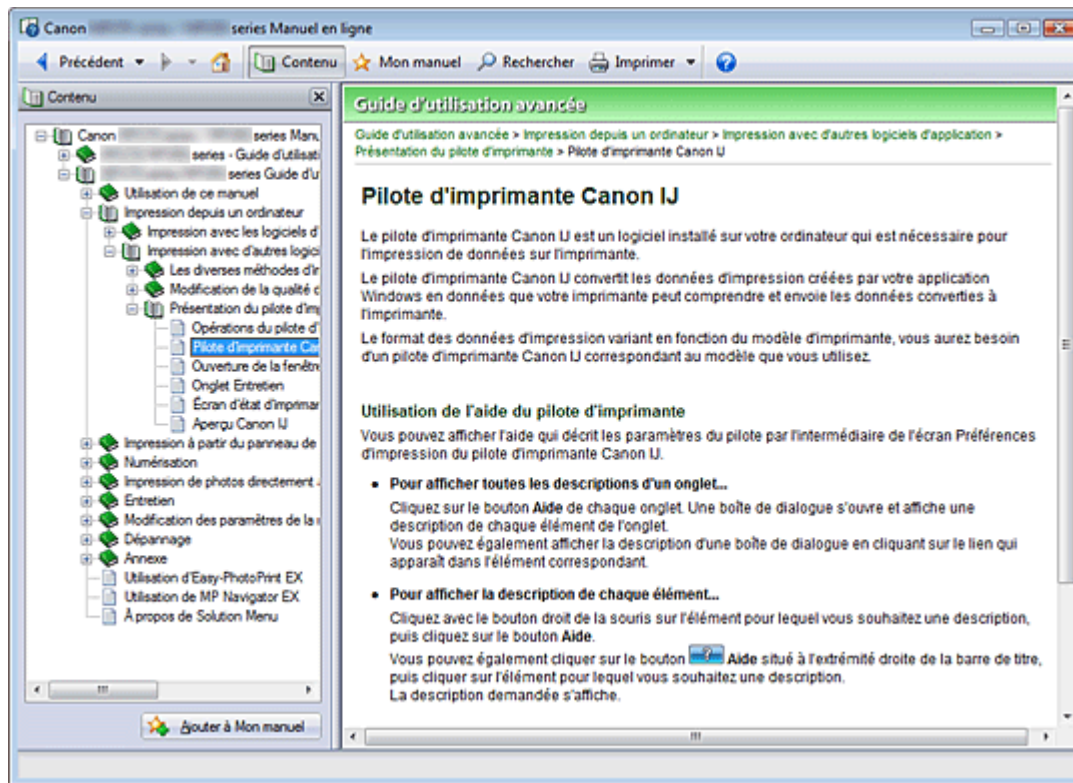 Canon series Manuel en ligne
Précédent Contenu Mon manuel Rechercher Imprimer
Contenu
Canon series Manu
series - Guide d'utilisati
series Guide d'u
Utilisation de ce manuel
Impression depuis un ordinateur
Impression avec les logiciels d'
Impression avec d'autres logici
Les diverses méthodes d'ir
Modification de la qualité d
Présentation du pilote d'imp
Opérations du pilote d'i
Pilote d'imprimante Can
Ouverture de la fenêtre
Onglet Entretien
Écran d'état d'imprimar
Aperçu Canon IJ
Impression à partir du panneau de
Numérisation
Impression de photos directement
Entretien
Modification des paramètres de la
Dépannage
Annexe
Utilisation d'Easy-PhotoPrint EX
Utilisation de MP Navigator EX
À propos de Solution Menu
Ajouter à Mon manuel
Guide d'utilisation avancée
Guide d'utilisation avancée > Impression depuis un ordinateur > Impression avec d'autres logiciels d'application >
Présentation du pilote d'imprimante > Pilote d'imprimante Canon IJ
Pilote d'imprimante Canon IJ
Le pilote d'imprimante Canon IJ est un logiciel installé sur votre ordinateur qui est nécessaire pour
l'impression de données sur l'imprimante.
Le pilote d'imprimante Canon IJ convertit les données d'impression créées par votre application
Windows en données que votre imprimante peut comprendre et envoie les données converties à
l'imprimante.
Le format des données d'impression variant en fonction du modèle d'imprimante, vous aurez besoin
d'un pilote d'imprimante Canon IJ correspondant au modèle que vous utilisez.
Utilisation de l'aide du pilote d'imprimante
Vous pouvez afficher l'aide qui décrit les paramètres du pilote par l'intermédiaire de l'écran Préférences
d'impression du pilote d'imprimante Canon IJ.
• Pour afficher toutes les descriptions d'un onglet...
Cliquez sur le bouton Aide de chaque onglet. Une boîte de dialogue s'ouvre et affiche une
description de chaque élément de l'onglet.
Vous pouvez également afficher la description d'une boîte de dialogue en cliquant sur le lien qui
apparaît dans l'élément correspondant.
• Pour afficher la description de chaque élément...
Cliquez avec le bouton droit de la souris sur l'élément pour lequel vous souhaitez une description,
puis cliquez sur le bouton Aide.
Vous pouvez également cliquer sur le bouton ? Aide situé à l'extrémité droite de la barre de titre,
puis cliquer sur l'élément pour lequel vous souhaitez une description.
La description demandée s'affiche.